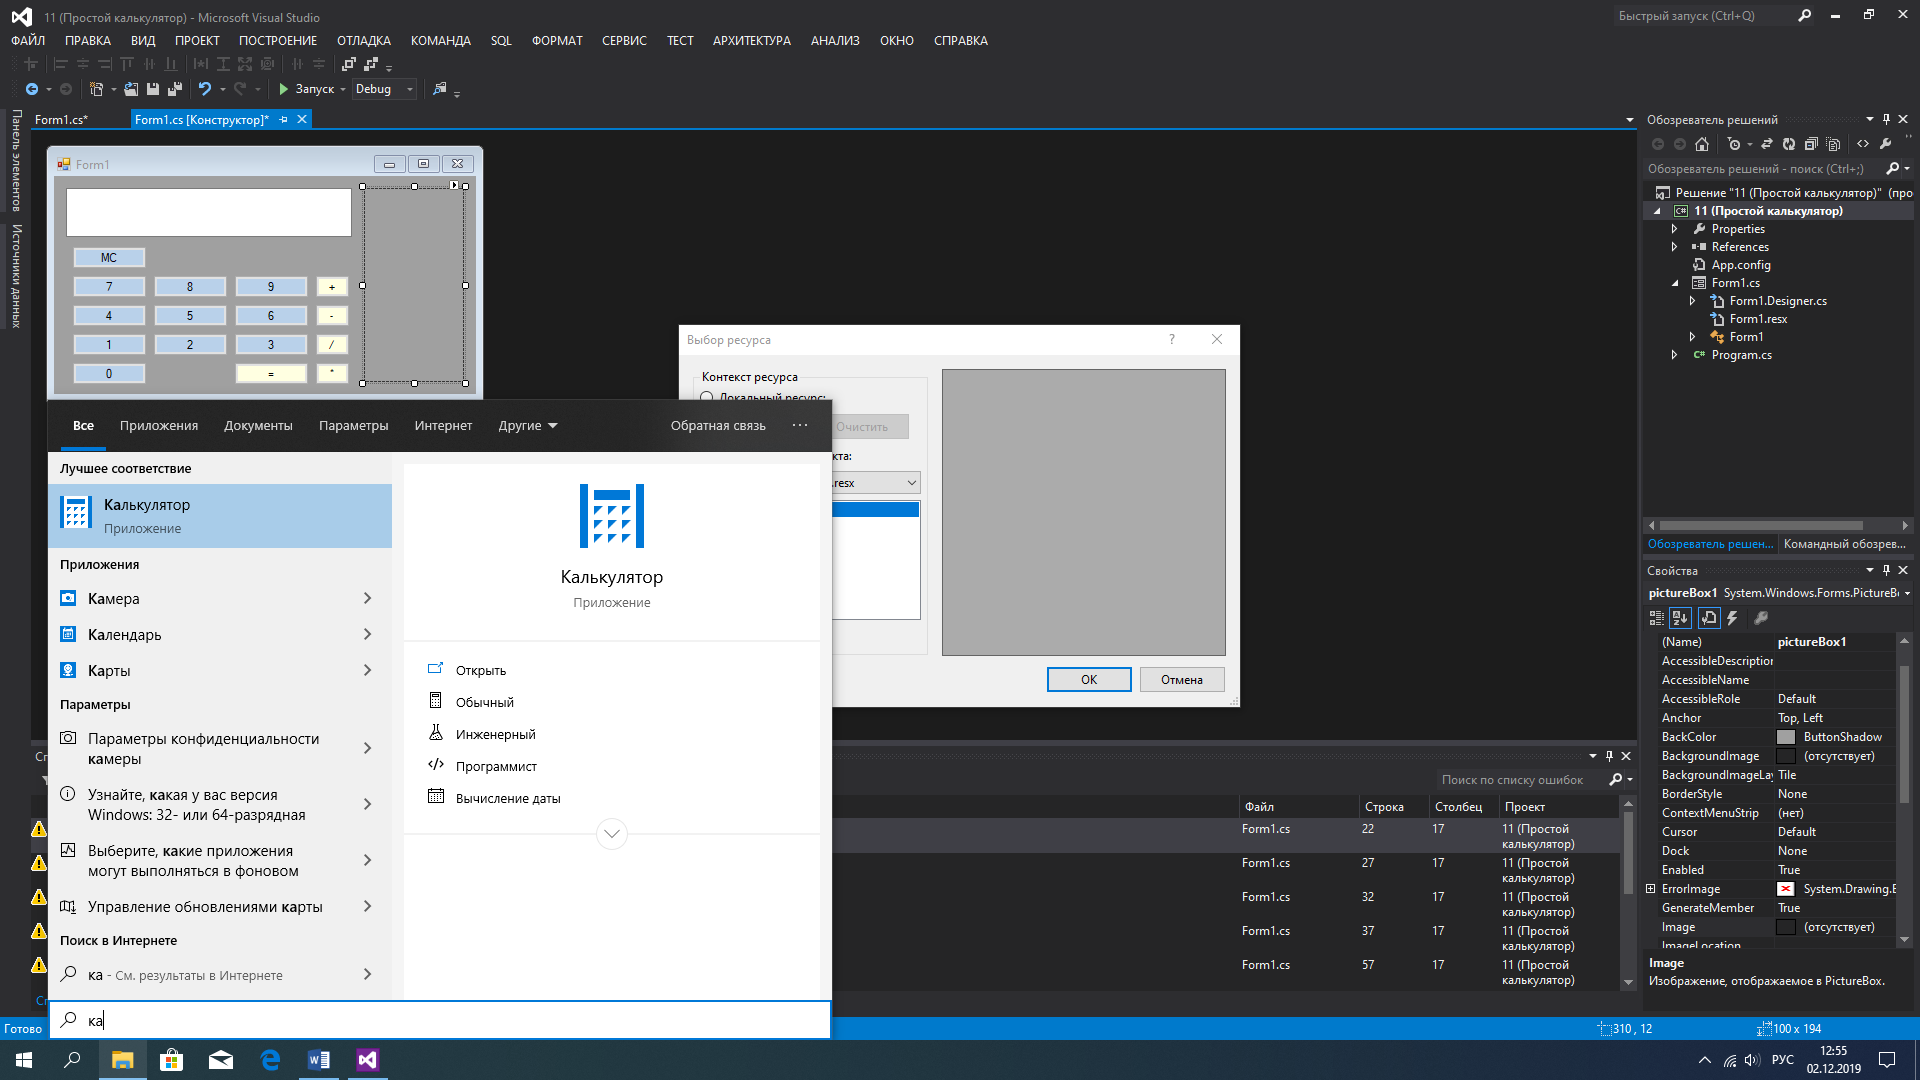 11 (Простой калькулятор) - Microsoft Visual Studio
Быстрый запуск (Ctrl+Q)
ФАЙЛ ПРАВКА ВИД ПРОЕКТ ПОСТРОЕНИЕ ОТЛАДКА КОМАНДА SQL ФОРМАТ СЕРВИС ТЕСТ АРХИТЕКТУРА АНАЛИЗ ОКНО СПРАВКА
Запуск Debug
Панель элементов
Источники данных
Form1.cs* Form1.cs [Конструктор]*
Form1
MC
7 8 9 +
4 5 6 -
1 2 3 /
0 = *
Выбор ресурса ?
Контекст ресурса
Локальный ресурс:
Очистить
кта:
.resx
OK Отмена
Все Приложения Документы Параметры Интернет Другие Обратная связь ...
Лучшее соответствие
Калькулятор
Приложение
Приложения
Камера
Календарь
Карты
Параметры
Параметры конфиденциальности
камеры
Узнайте, какая у вас версия
Windows: 32- или 64-разрядная
Выберите, какие приложения
могут выполняться в фоновом
Управление обновлениями карты
Поиск в Интернете
ка - См. результаты в Интернете
ка
Калькулятор
Приложение
Открыть
Обычный
Инженерный
Программист
Вычисление даты
Поиск по списку ошибок
Файл Строка Столбец Проект
Form1.cs 22 17 11 (Простой
калькулятор)
Form1.cs 27 17 11 (Простой
калькулятор)
Form1.cs 32 17 11 (Простой
калькулятор)
Form1.cs 37 17 11 (Простой
калькулятор)
Form1.cs 57 17 11 (Простой
калькулятор)
Обозреватель решений
Обозреватель решений - поиск (Ctrl+;)
Решение "11 (Простой калькулятор)" (про
11 (Простой калькулятор)
Properties
References
App.config
Form1.cs
Form1.Designer.cs
Form1.resx
Form1
Program.cs
Обозреватель решен... Командный обозрев...
Свойства
pictureBox1 System.Windows.Forms.PictureB
(Name) pictureBox1
AccessibleDescription
AccessibleName
AccessibleRole Default
Anchor Top, Left
BackColor ButtonShadow
BackgroundImage (отсутствует)
BackgroundImageLay Tile
BorderStyle None
ContextMenuStrip (нет)
Cursor Default
Dock None
Enabled True
ErrorImage System.Drawing.B
GenerateMember True
Image (отсутствует)
ImageLocation
Image
Изображение, отображаемое в PictureBox.
Готово 310 , 12 100 x 194
РУС
12:55
02.12.2019